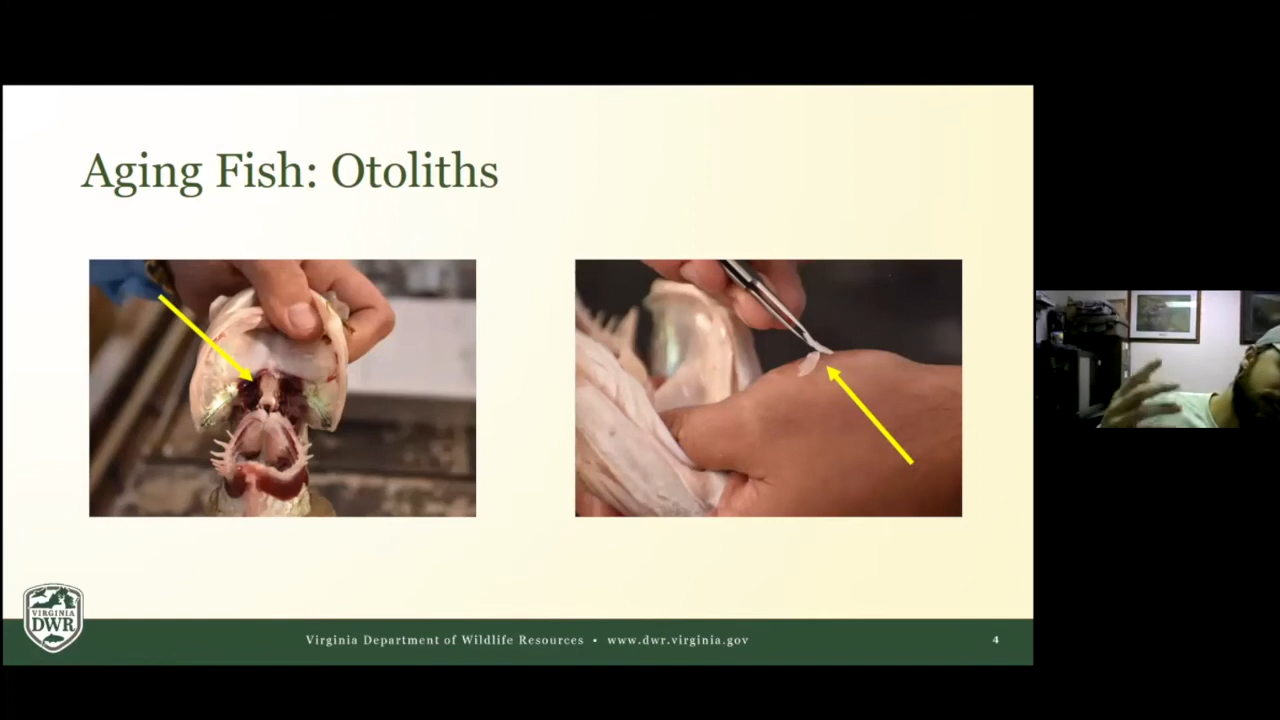 Aging Fish: Otoliths
VIRGINIA
DWR
Virginia Department of Wildlife Resources • www.dwr.virginia.gov
4